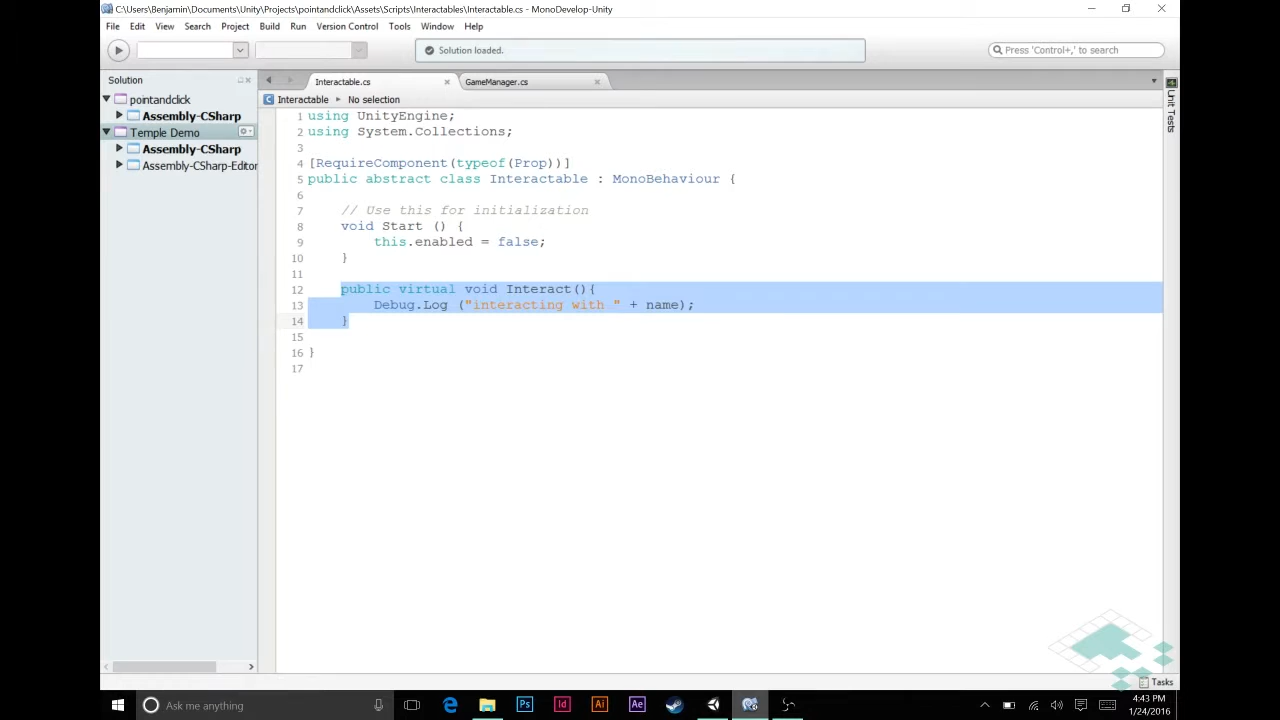 C:\Users\Benjamin\Documents\Unity\Projects\pointandclick\Assets\Scripts\Interactables\Interactable.cs - MonoDevelop-Unity
File Edit View Search Project Build Run Version Control Tools Window Help
Solution loaded.
Press 'Control+,' to search
Solution
Interactable.cs
GameManager.cs
Interactable
No selection
pointandclick
Assembly-CSharp
Temple Demo
Assembly-CSharp
Assembly-CSharp-Editor
1 using UnityEngine;
2 using System.Collections;
3
4 [RequireComponent(typeof(Prop))]
5 public abstract class Interactable : MonoBehaviour {
6
7 // Use this for initialization
8 void Start () {
9 this.enabled = false;
10 }
11
12 public virtual void Interact(){
13 Debug.Log ("interacting with " + name);
14 }
15
16 }
17
Unit Tests
Tasks
Ask me anything
Ps
Id
Ai
Ae
4:43 PM
1/24/2016